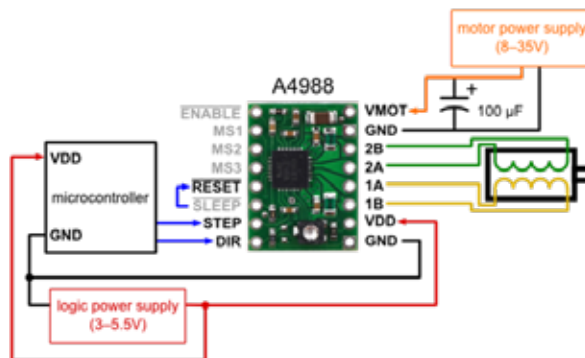 motor power supply
(8–35V)
A4988
ENABLE
VMOT
MS1
GND
100 µF
MS2
2B
MS3
2A
VDD
RESET
1A
microcontroller
SLEEP
1B
STEP
VDD
GND
DIR
GND
logic power supply
(3–5.5V)